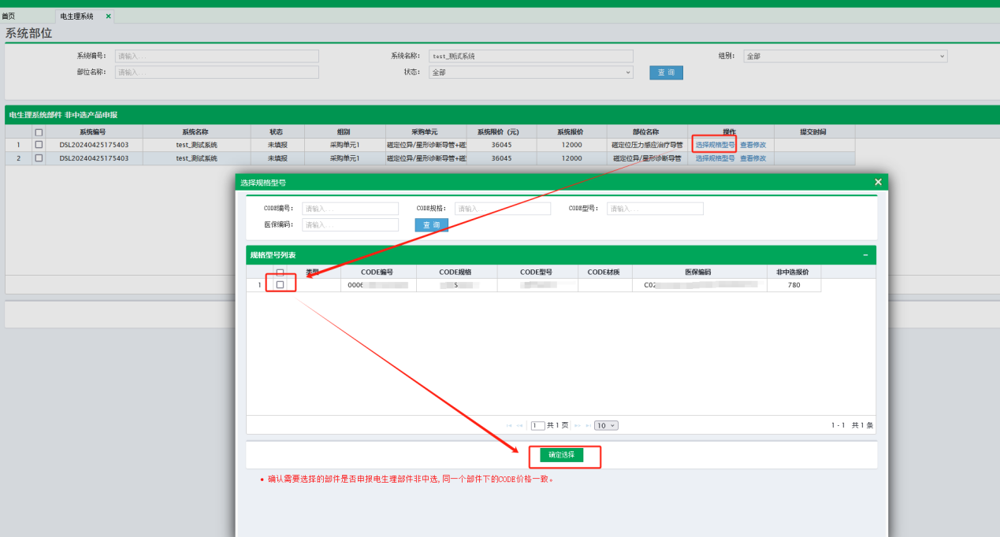 首页 电生理系统 ×
系统部位
系统编号: 请输入... 系统名称: test_测试系统 组别: 全部
部位名称: 请输入... 状态: 全部 查 询
电生理系统部件 非中选产品申报
系统编号 系统名称 状态 组别 采购单元 系统限价 (元) 系统报价 部位名称 操作 提交时间
1 DSL20240425175403 test_测试系统 未填报 采购单元1 磁定位异/星形诊断导管+磁 36045 12000 磁定位压力感应治疗导管 选择规格型号 查看修改
2 DSL20240425175403 test_测试系统 未填报 采购单元1 磁定位异/星形诊断导管+磁 36045 12000 磁定位异/星形诊断导管 选择规格型号 查看修改
选择规格型号 ×
CODE编号: 请输入... CODE规格: 请输入... CODE型号: 请输入...
医保编码: 请输入... 查 询
规格型号列表 −
类型 CODE编号 CODE规格 CODE型号 CODE材质 医保编码 非中选报价
1 0006 S C02 780
1 共 1 页 10 1 - 1 共 1 条
确定选择
• 确认需要选择的部件是否申报电生理部件非中选,同一个部件下的CODE价格一致。